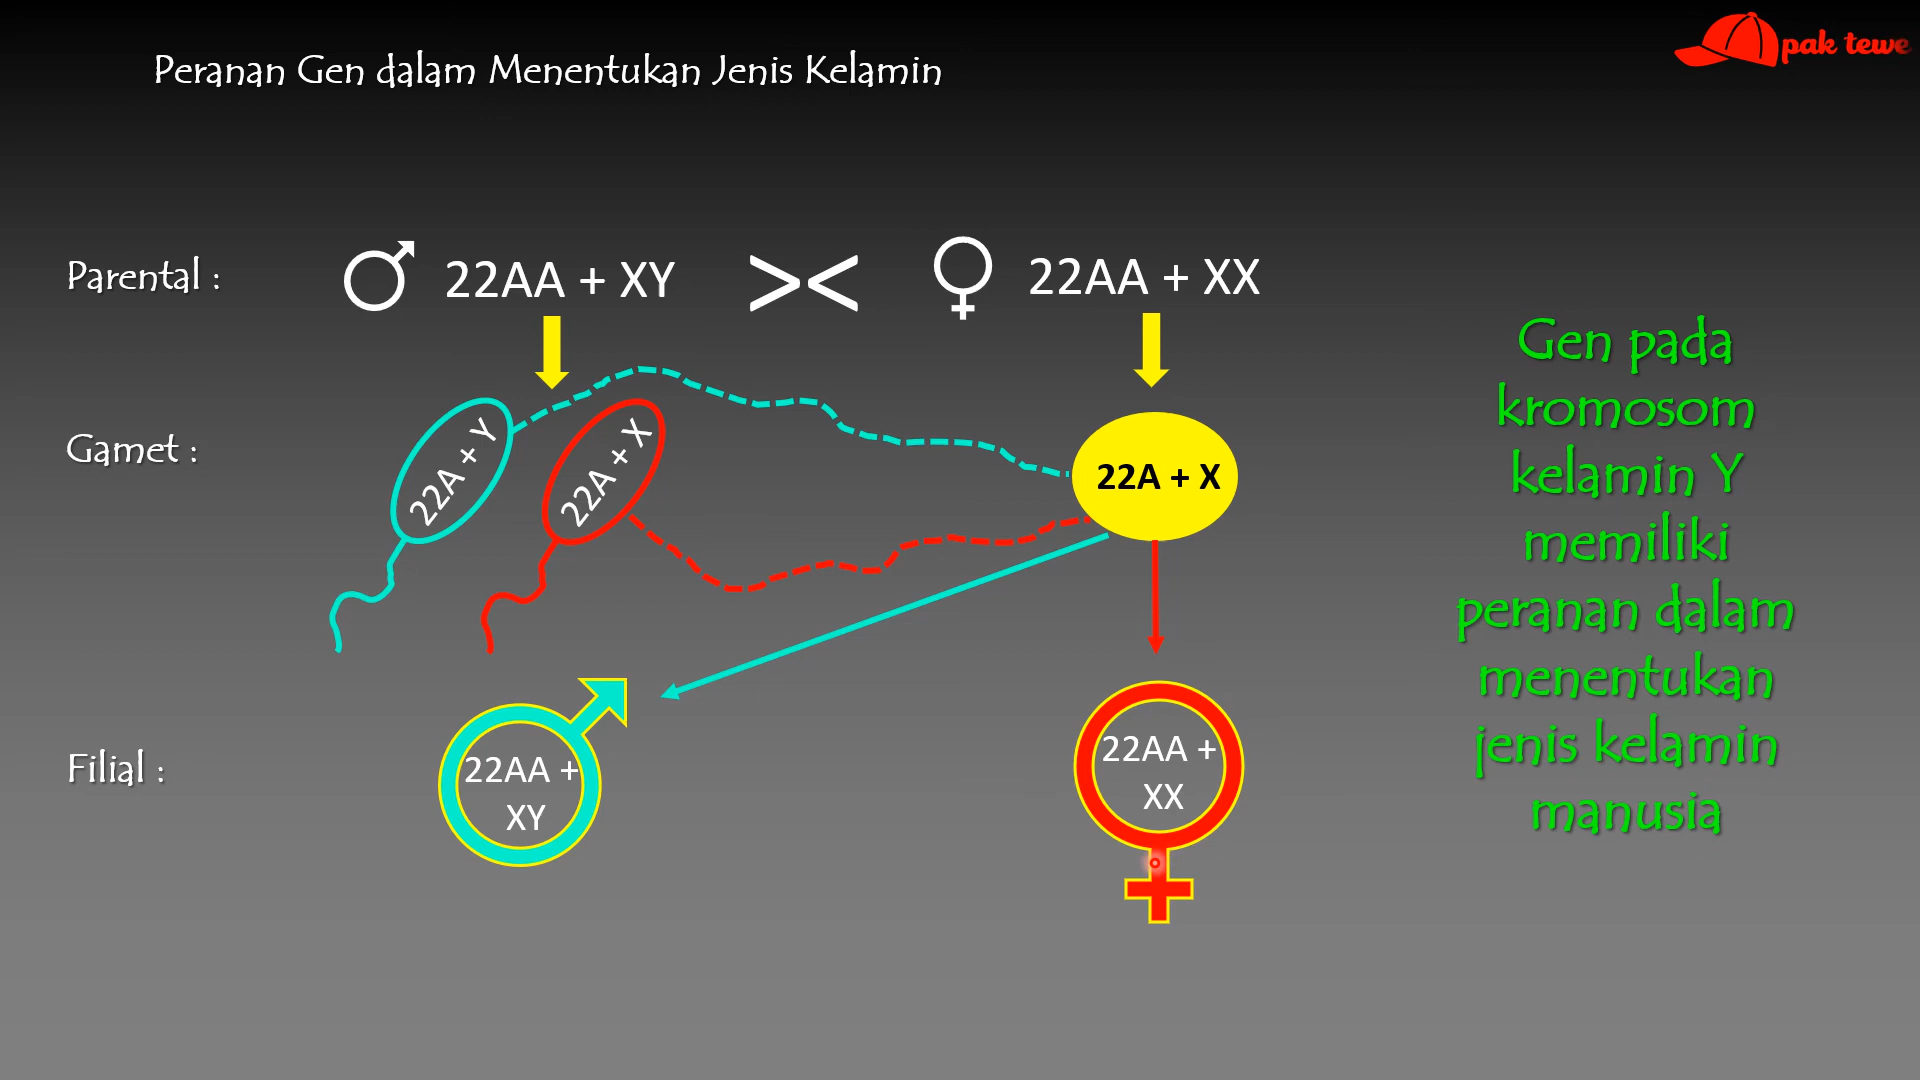 pak tewe
Peranan Gen dalam Menentukan Jenis Kelamin
Parental : ♂ 22AA + XY >< ♀ 22AA + XX
Gamet : 22A + Y 22A + X 22A + X
Filial : 
22AA +
XY
22AA +
XX
Gen pada
kromosom
kelamin Y
memiliki
peranan dalam
menentukan
jenis kelamin
manusia